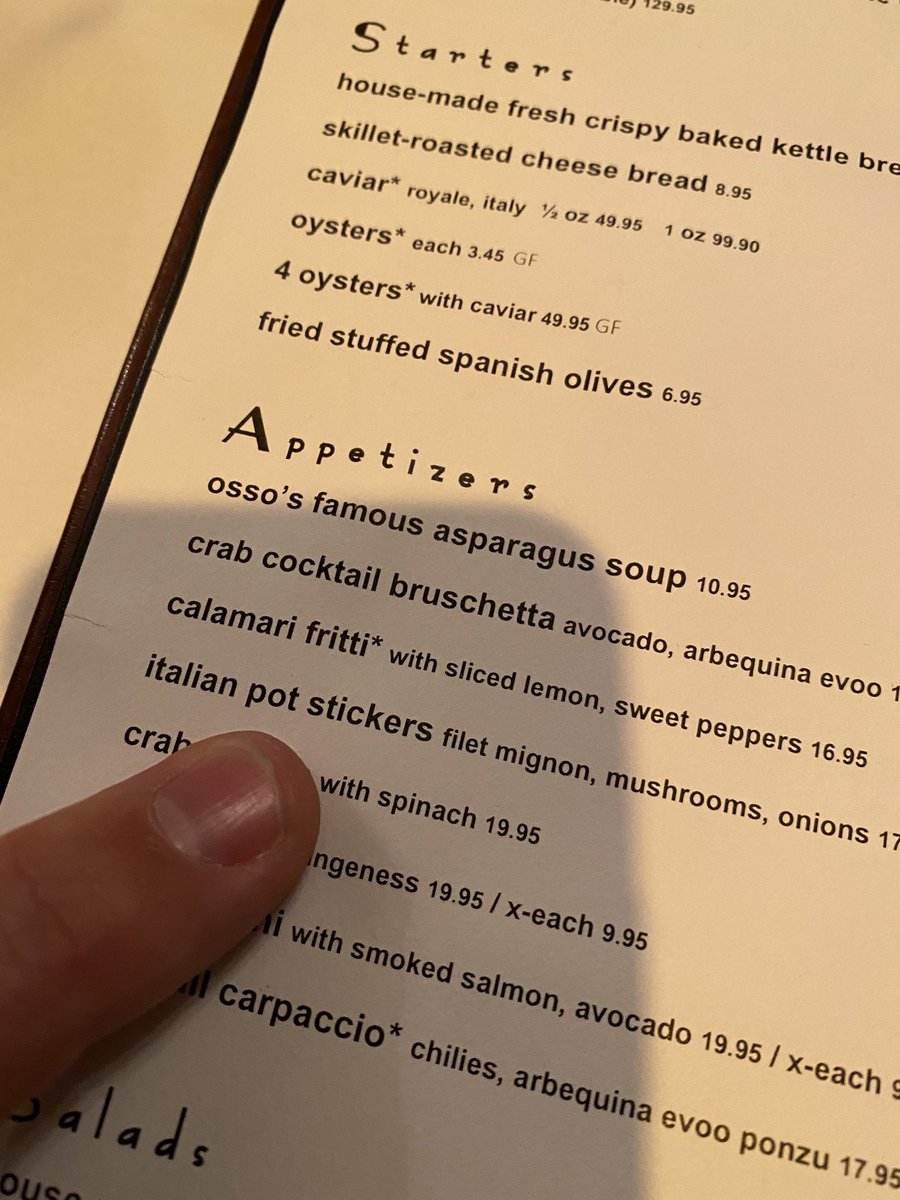 129.95
Starters
house-made fresh crispy baked kettle
skillet-roasted cheese bread 8.95
caviar* royale, italy ½ oz 49.95 1 oz 99.90
oysters* each 3.45 GF
4 oysters* with caviar 49.95 GF
fried stuffed spanish olives 6.95
Appetizers
osso's famous asparagus soup 10.95
crab cocktail bruschetta avocado, arbequina evoo
calamari fritti* with sliced lemon, sweet peppers 16.95
italian pot stickers filet mignon, mushrooms, onions
crab with spinach 19.95
19.95 / x-each 9.95
with smoked salmon, avocado 19.95 / x-each
carpaccio* chilies, arbequina evoo ponzu 17.95
Salads